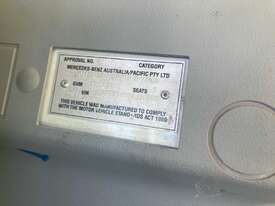 APPROVAL NO. CATEGORY
MERCEDES-BENZ AUSTRALIA/PACIFIC PTY LTD
GVM SEATS
VIN
THIS VEHICLE WAS MANUFACTURED TO COMPLY
WITH THE MOTOR VEHICLE STANDARDS ACT 1989